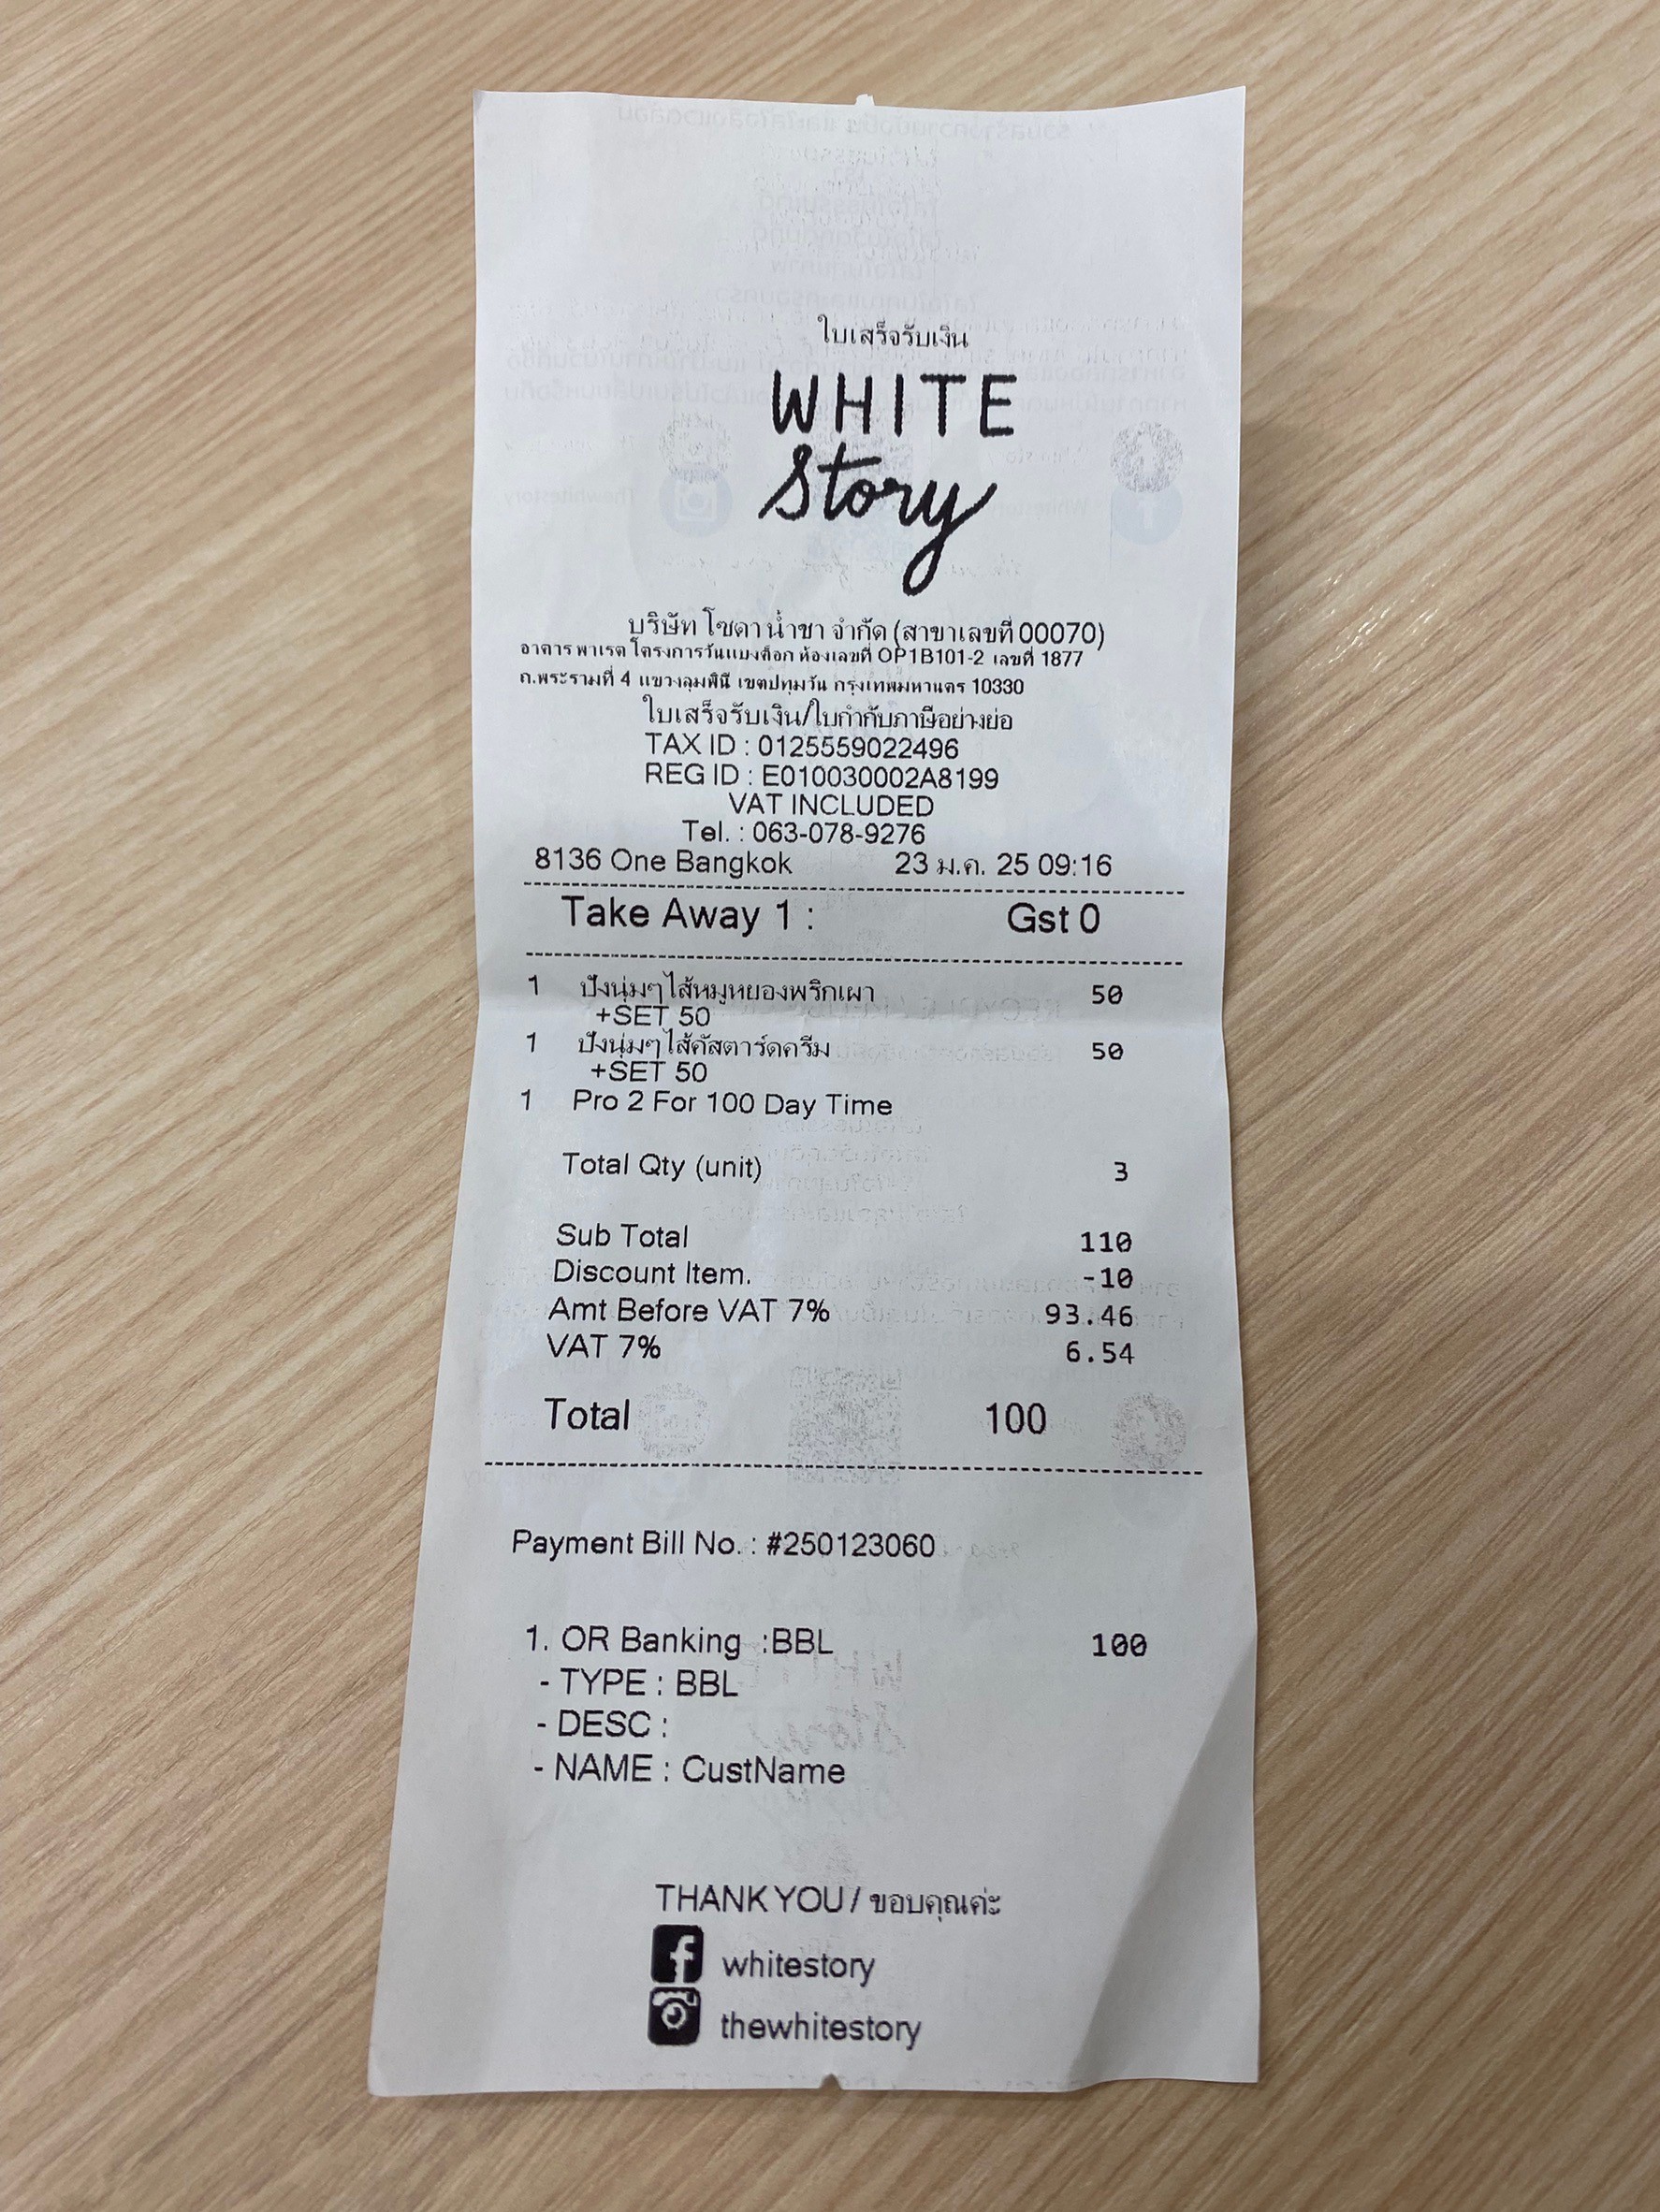 ใบเสร็จรับเงิน
WHITE
Story
บริษัท โซดา น้ำชา จำกัด (สาขาเลขที่ 00070)
อาคาร พาเรด โครงการวันแบงค็อก ห้องเลขที่ OP1B101-2 เลขที่ 1877
ถ.พระรามที่ 4 แขวงลุมพินี เขตปทุมวัน กรุงเทพมหานคร 10330
ใบเสร็จรับเงิน/ใบกำกับภาษีอย่างย่อ
TAX ID : 0125559022496
REG ID : E010030002A8199
VAT INCLUDED
Tel. : 063-078-9276
8136 One Bangkok 23 ม.ค. 25 09:16
Take Away 1 : Gst 0
1 ปังนุ่มๆไส้หมูหยองพริกเผา 50
+SET 50
1 ปังนุ่มๆไส้คัสตาร์ดครีม 50
+SET 50
1 Pro 2 For 100 Day Time
Total Qty (unit) 3
Sub Total 110
Discount Item. -10
Amt Before VAT 7% 93.46
VAT 7% 6.54
Total 100
Payment Bill No. : #250123060
1. OR Banking :BBL 100
- TYPE : BBL
- DESC :
- NAME : CustName
THANK YOU / ขอบคุณค่ะ
whitestory
thewhitestory